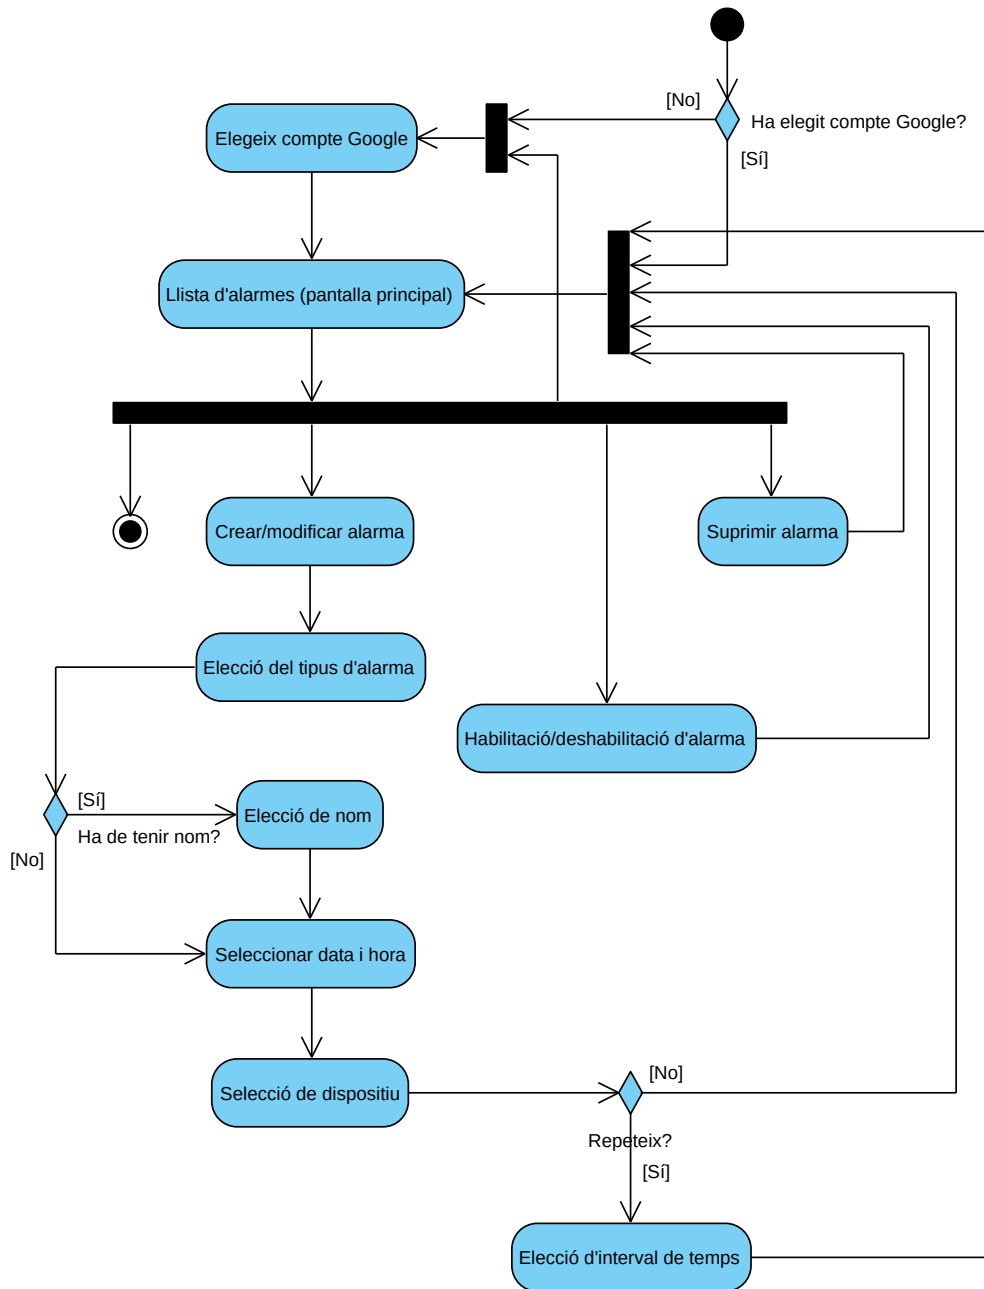 [No]
Ha elegit compte Google?
Elegeix compte Google
[Sí]
Llista d'alarmes (pantalla principal)
Crear/modificar alarma
Suprimir alarma
Elecció del tipus d'alarma
Habilitació/deshabilitació d'alarma
[Sí]
Elecció de nom
Ha de tenir nom?
[No]
Seleccionar data i hora
[No]
Selecció de dispositiu
Repeteix?
[Sí]
Elecció d'interval de temps